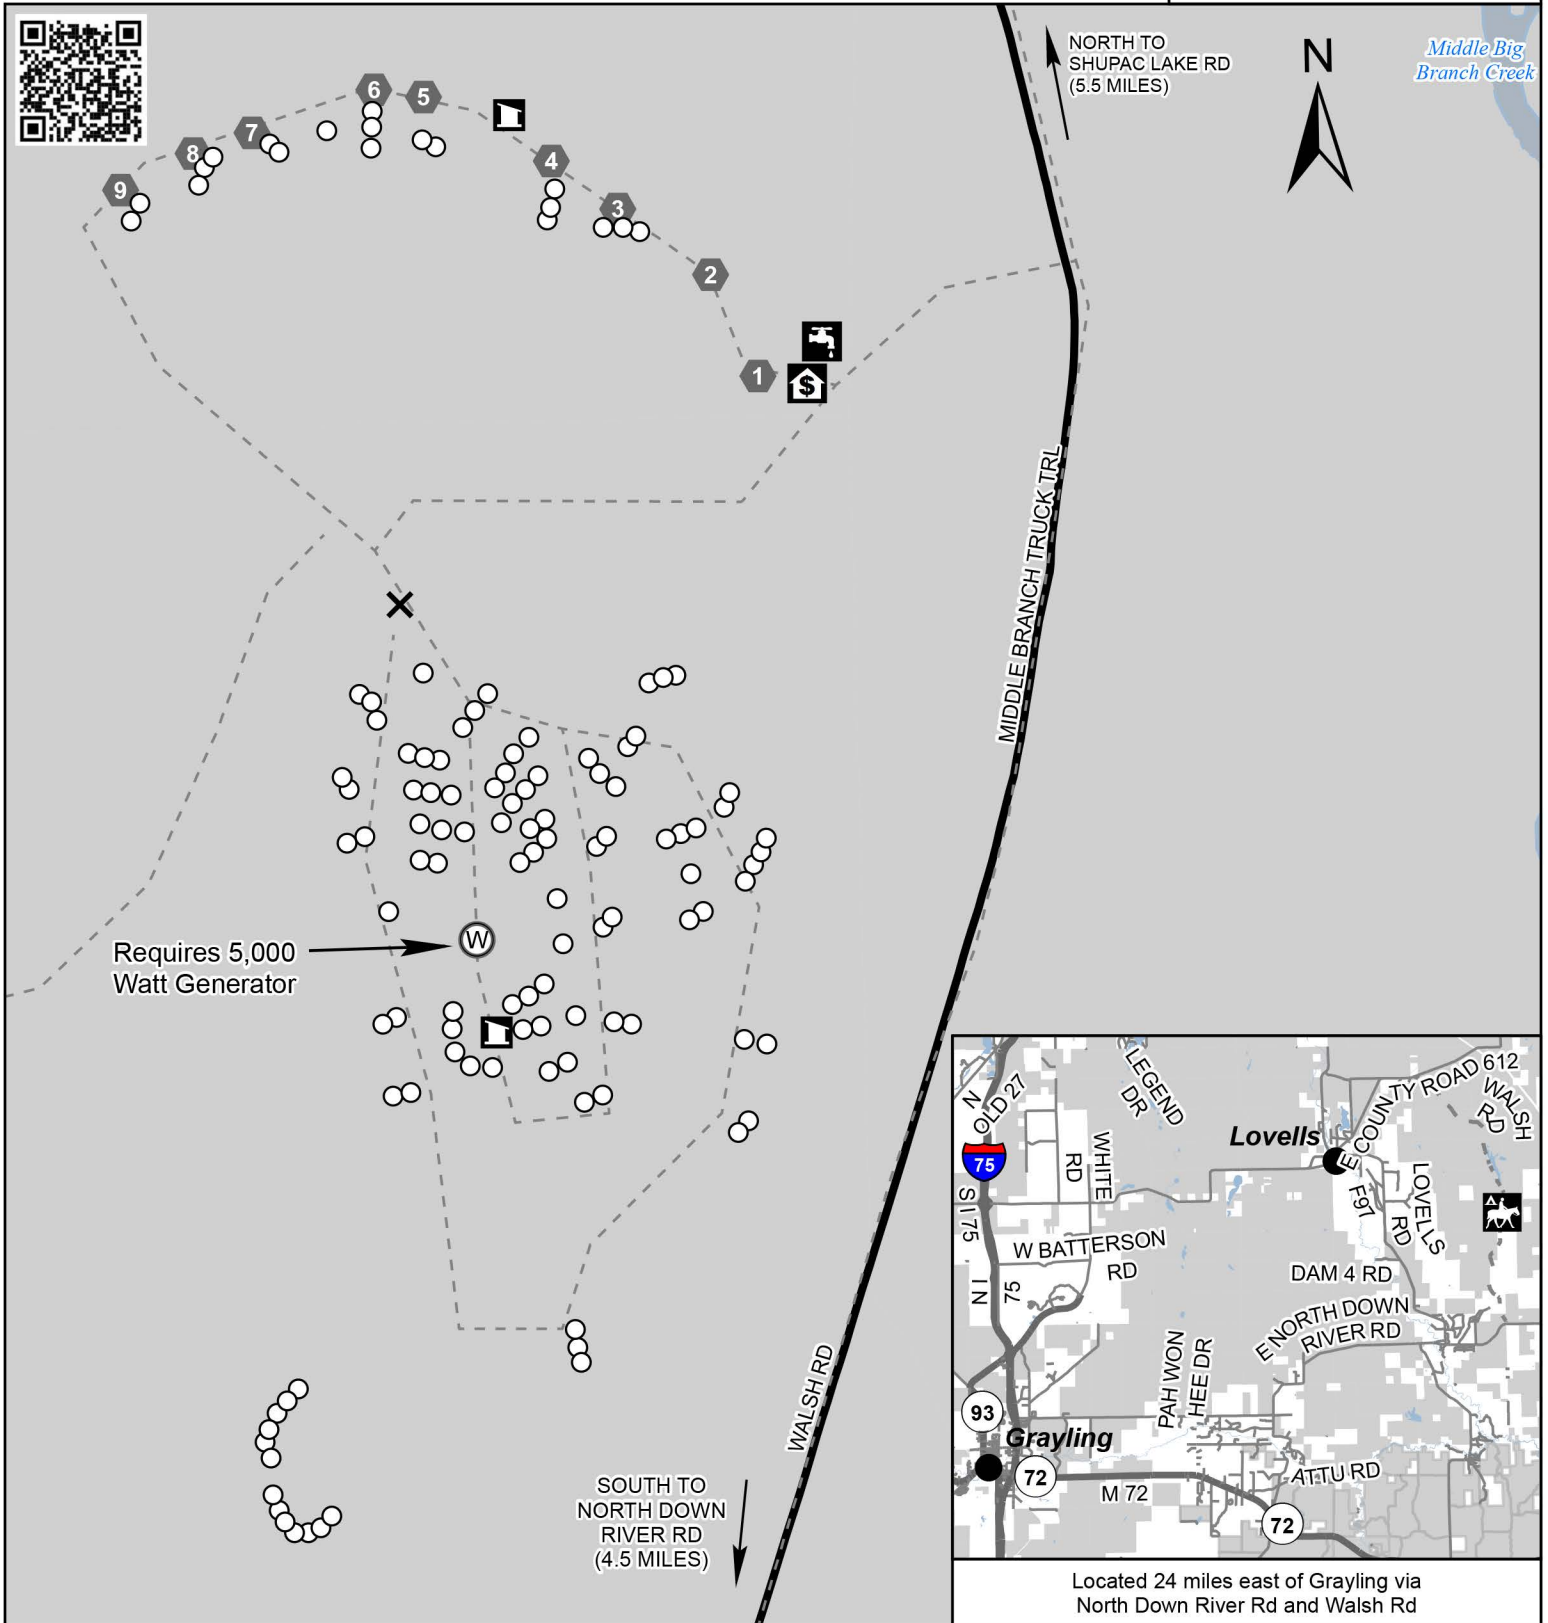 NORTH TO
SHUPAC LAKE RD
(5.5 MILES)
N
Middle Big
Branch Creek
6
5
7
8
4
9
3
2
1
$
MIDDLE BRANCH TRUCK TRL
Requires 5,000
Watt Generator
W
WALSH RD
SOUTH TO
NORTH DOWN
RIVER RD
(4.5 MILES)
N
OLD 27
LEGEND
DR
E COUNTY ROAD 612
WALSH
RD
Lovells
75
WHITE
RD
F97
LOVELLS
RD
S I 75
W BATTERSON
RD
DAM 4 RD
I N
75
E NORTH DOWN
RIVER RD
PAH WON
HEE DR
93
Grayling
72
M 72
ATTU RD
72
Located 24 miles east of Grayling via
North Down River Rd and Walsh Rd